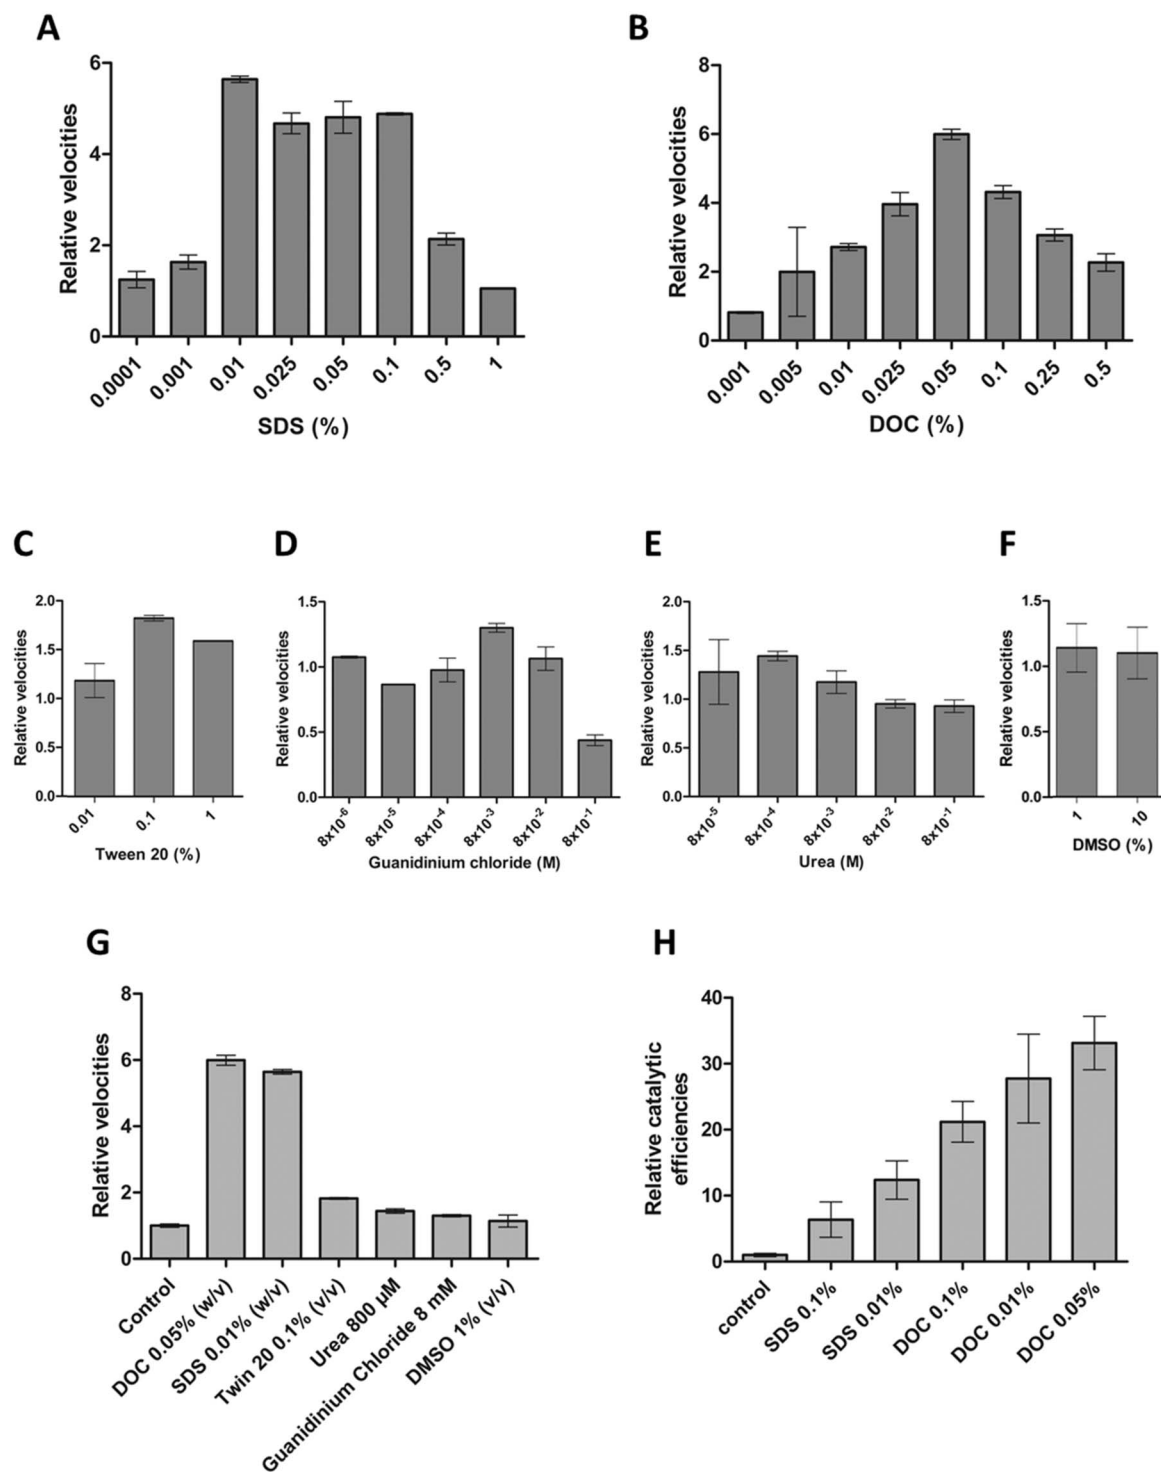 A
Relative velocities
6
4
2
0
0.0001
0.001
0.01
0.025
0.05
0.1
0.5
1
SDS (%)
B
Relative velocities
8
6
4
2
0
0.001
0.005
0.01
0.025
0.05
0.1
0.25
0.5
DOC (%)
C
Relative velocities
2.0
1.5
1.0
0.5
0.0
0.01
0.1
1
Tween 20 (%)
D
Relative velocities
1.5
1.0
0.5
0.0
8x10⁻⁶
8x10⁻⁵
8x10⁻⁴
8x10⁻³
8x10⁻²
8x10⁻¹
Guanidinium chloride (M)
E
Relative velocities
2.0
1.5
1.0
0.5
0.0
8x10⁻⁵
8x10⁻⁴
8x10⁻³
8x10⁻²
8x10⁻¹
Urea (M)
F
Relative velocities
1.5
1.0
0.5
0.0
1
10
DMSO (%)
G
Relative velocities
8
6
4
2
0
Control
DOC 0.05% (w/v)
SDS 0.01% (w/v)
Twin 20 0.1% (v/v)
Urea 800 µM
Guanidinium Chloride 8 mM
DMSO 1% (v/v)
H
Relative catalytic
efficiencies
40
30
20
10
0
control
SDS 0.1%
SDS 0.01%
DOC 0.1%
DOC 0.01%
DOC 0.05%